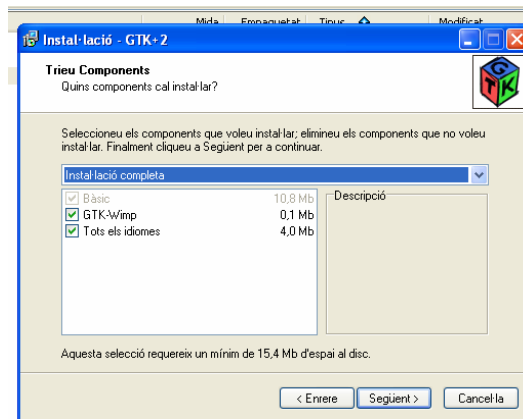 Mida Empaquetat Tipus Modificat
Instal·lació - GTK+2
Trieu Components
Quins components cal instal·lar?
GTK
Seleccioneu els components que voleu instal·lar; elimineu els components que no voleu
instal·lar. Finalment cliqueu a Següent per a continuar.
Instal·lació completa
Bàsic 10,8 Mb
GTK-Wimp 0,1 Mb
Tots els idiomes 4,0 Mb
Descripció
Aquesta selecció requereix un mínim de 15,4 Mb d'espai al disc.
< Enrere Següent > Cancel·la